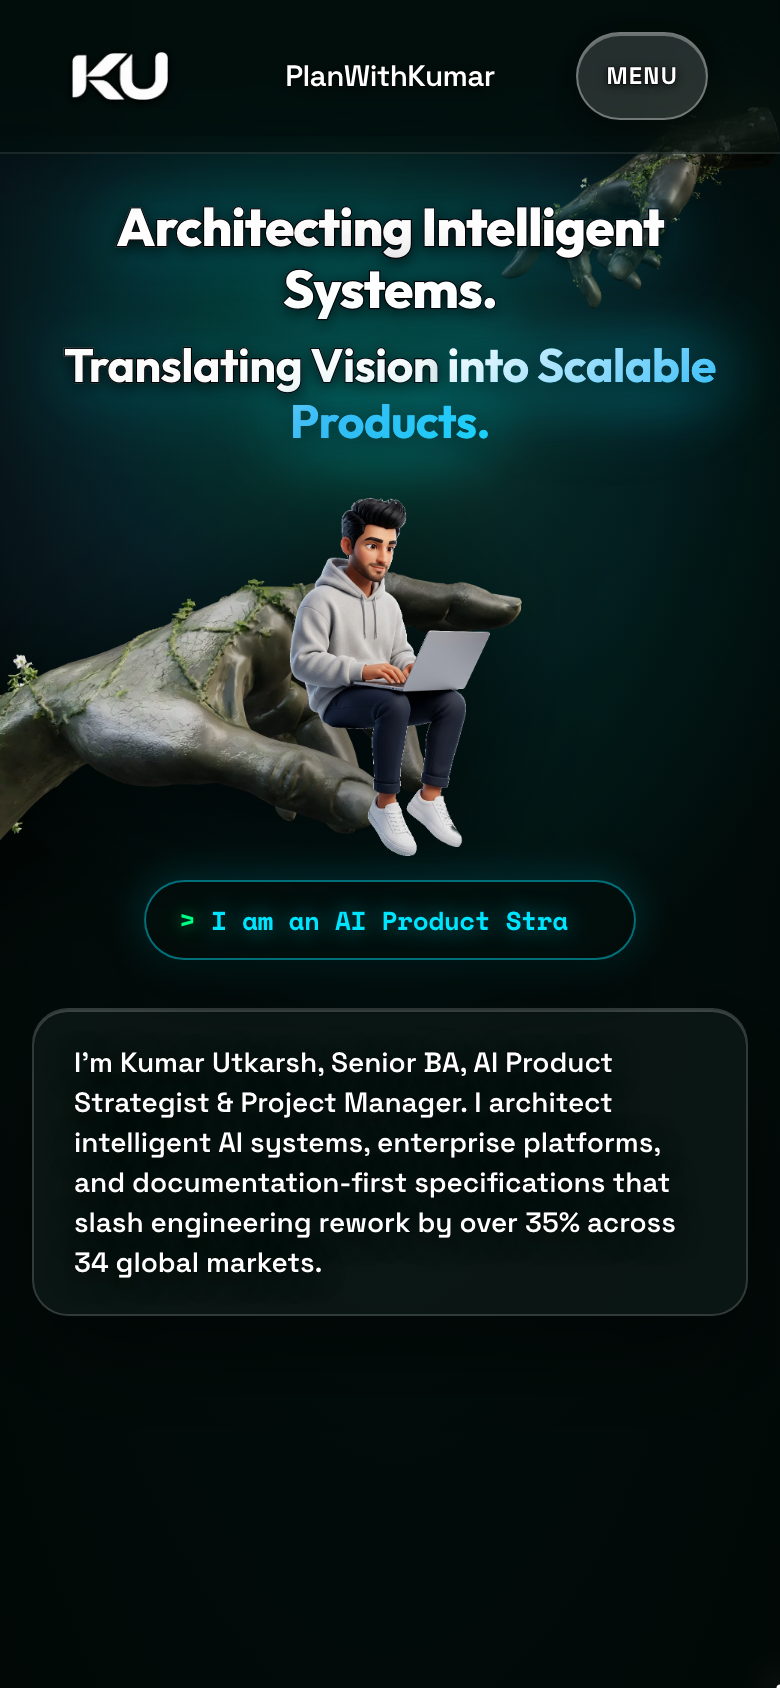 KU
PlanWithKumar
MENU
Architecting Intelligent
Systems.
Translating Vision into Scalable
Products.
> I am an AI Product Stra
I'm Kumar Utkarsh, Senior BA, AI Product
Strategist & Project Manager. I architect
intelligent AI systems, enterprise platforms,
and documentation-first specifications that
slash engineering rework by over 35% across
34 global markets.